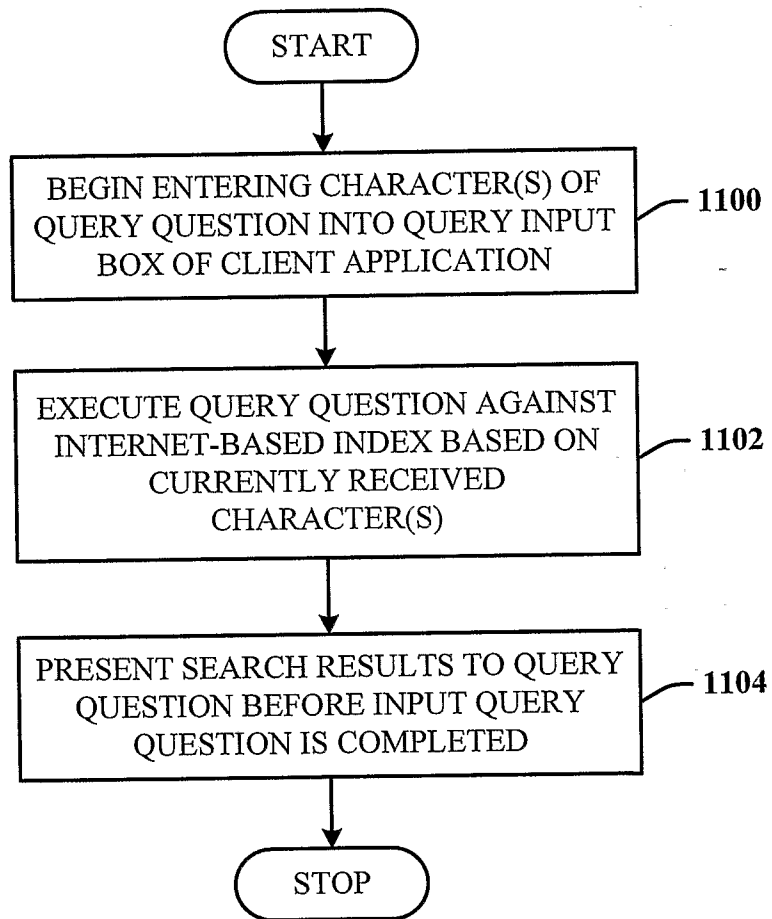 START
BEGIN ENTERING CHARACTER(S) OF
QUERY QUESTION INTO QUERY INPUT
BOX OF CLIENT APPLICATION
1100
EXECUTE QUERY QUESTION AGAINST
INTERNET-BASED INDEX BASED ON
CURRENTLY RECEIVED
CHARACTER(S)
1102
PRESENT SEARCH RESULTS TO QUERY
QUESTION BEFORE INPUT QUERY
QUESTION IS COMPLETED
1104
STOP